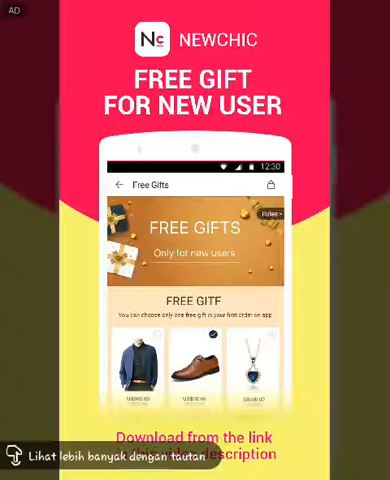 AD
Nc NEWCHIC
FREE GIFT
FOR NEW USER
12:30
Free Gifts
Rules >
FREE GIFTS
Only for new users
FREE GITF
You can choose only one free gift in your first order on app
Download from the link
Lihat lebih banyak dengan tautan
description